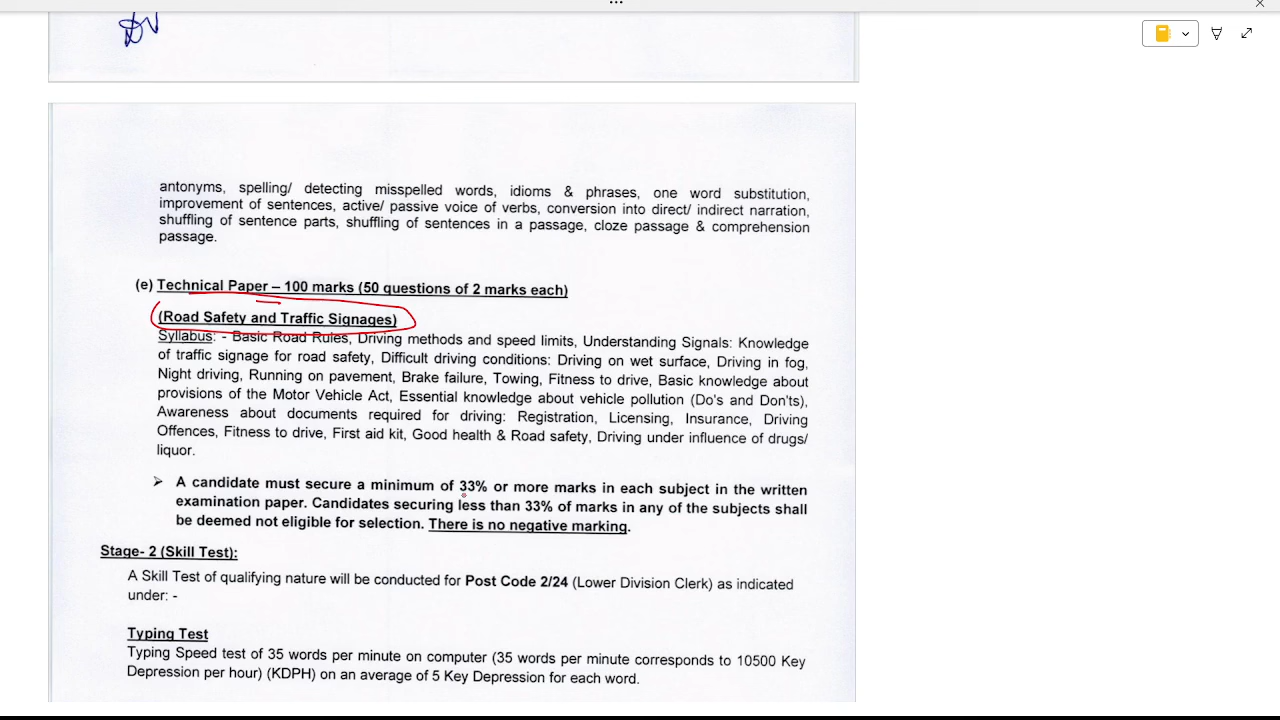 antonyms, spelling/ detecting misspelled words, idioms & phrases, one word substitution,
improvement of sentences, active/ passive voice of verbs, conversion into direct/ indirect narration,
shuffling of sentence parts, shuffling of sentences in a passage, cloze passage & comprehension
passage.
(e) Technical Paper – 100 marks (50 questions of 2 marks each)
(Road Safety and Traffic Signages)
Syllabus: - Basic Road Rules, Driving methods and speed limits, Understanding Signals: Knowledge
of traffic signage for road safety, Difficult driving conditions: Driving on wet surface, Driving in fog,
Night driving, Running on pavement, Brake failure, Towing, Fitness to drive, Basic knowledge about
provisions of the Motor Vehicle Act, Essential knowledge about vehicle pollution (Do's and Don'ts),
Awareness about documents required for driving: Registration, Licensing, Insurance, Driving
Offences, Fitness to drive, First aid kit, Good health & Road safety, Driving under influence of drugs/
liquor.
➢ A candidate must secure a minimum of 33% or more marks in each subject in the written
examination paper. Candidates securing less than 33% of marks in any of the subjects shall
be deemed not eligible for selection. There is no negative marking.
Stage- 2 (Skill Test):
A Skill Test of qualifying nature will be conducted for Post Code 2/24 (Lower Division Clerk) as indicated
under: -
Typing Test
Typing Speed test of 35 words per minute on computer (35 words per minute corresponds to 10500 Key
Depression per hour) (KDPH) on an average of 5 Key Depression for each word.